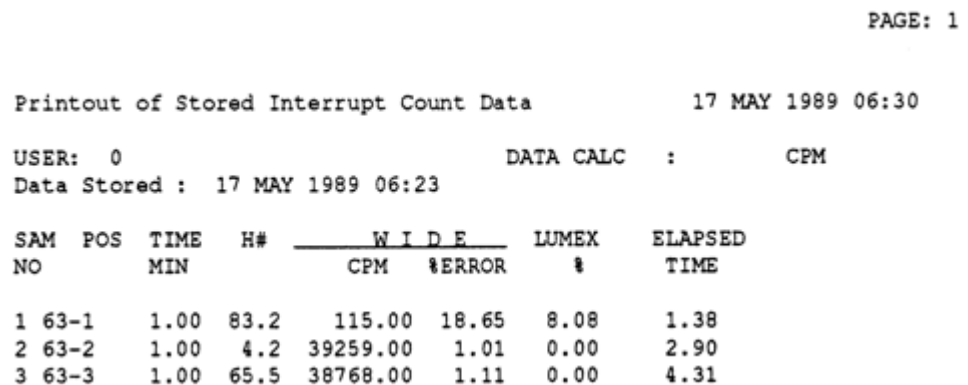 PAGE: 1
Printout of Stored Interrupt Count Data 17 MAY 1989 06:30
USER: 0 DATA CALC : CPM
Data Stored : 17 MAY 1989 06:23
SAM POS TIME H# W I D E LUMEX ELAPSED
NO MIN CPM %ERROR % TIME
1 63-1 1.00 83.2 115.00 18.65 8.08 1.38
2 63-2 1.00 4.2 39259.00 1.01 0.00 2.90
3 63-3 1.00 65.5 38768.00 1.11 0.00 4.31